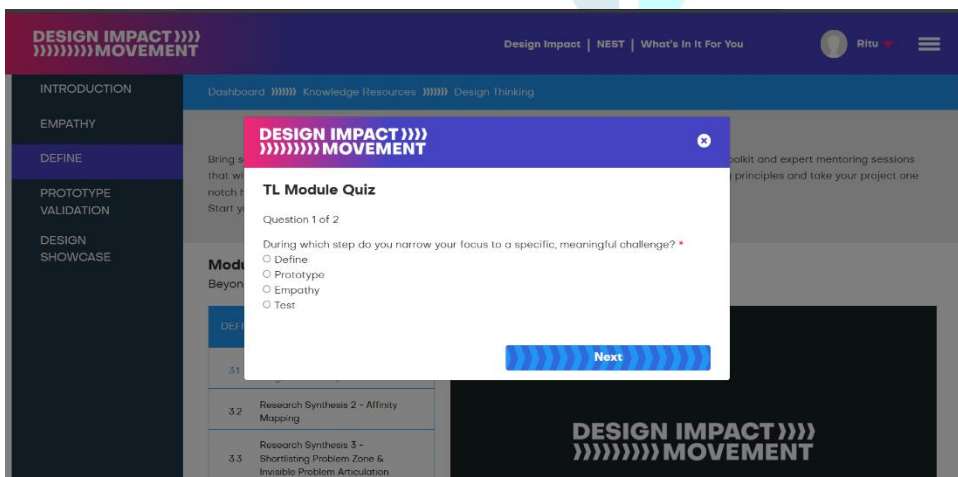 DESIGN IMPACT))))
)))))))))MOVEMENT
Design Impact | NEST | What's In It For You
Ritu
INTRODUCTION
EMPATHY
DEFINE
PROTOTYPE
VALIDATION
DESIGN
SHOWCASE
Dashboard )))))) Knowledge Resources )))))) Design Thinking
Bring s
that wi
notch h
Start y
oolkit and expert mentoring sessions
principles and take your project one
DESIGN IMPACT))))
)))))))))MOVEMENT
TL Module Quiz
Question 1 of 2
During which step do you narrow your focus to a specific, meaningful challenge? *
Define
Prototype
Empathy
Test
Next
Modu
Beyon
DEFI
3.1
3.2 Research Synthesis 2 - Affinity
Mapping
3.3 Research Synthesis 3 -
Shortlisting Problem Zone &
Invisible Problem Articulation
DESIGN IMPACT))))
)))))))))MOVEMENT